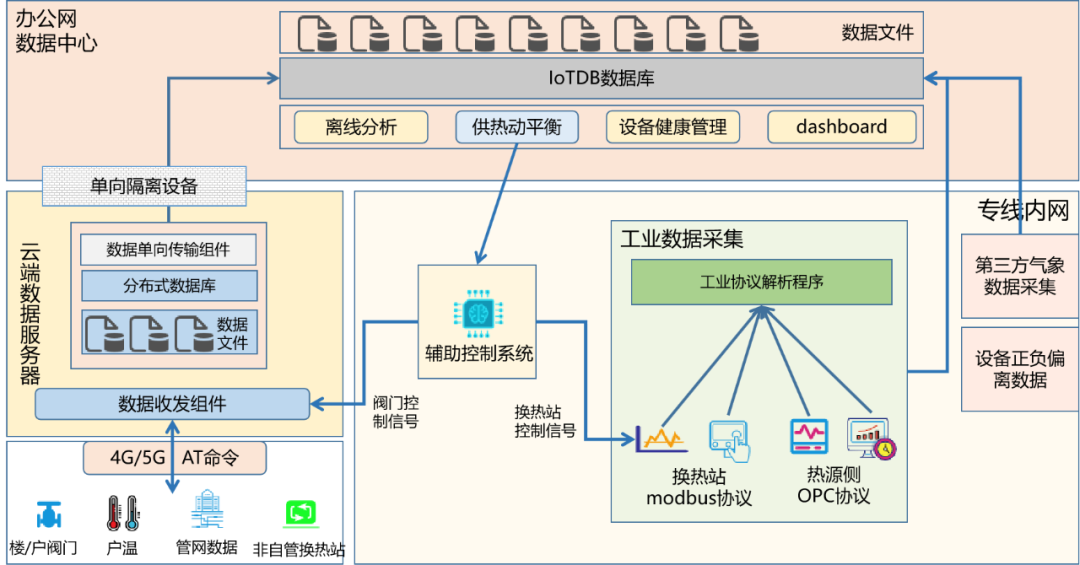 办公网
数据中心
数据文件
IoTDB数据库
离线分析
供热动平衡
设备健康管理
dashboard
单向隔离设备
云端数据服务器
数据单向传输组件
分布式数据库
数据
文件
数据收发组件
4G/5G
AT命令
楼/户阀门
户温
管网数据
非自管换热站
专线内网
辅助控制系统
阀门控
制信号
换热站
控制信号
工业数据采集
工业协议解析程序
换热站
modbus协议
热源侧
OPC协议
第三方气象
数据采集
设备正负偏
离数据